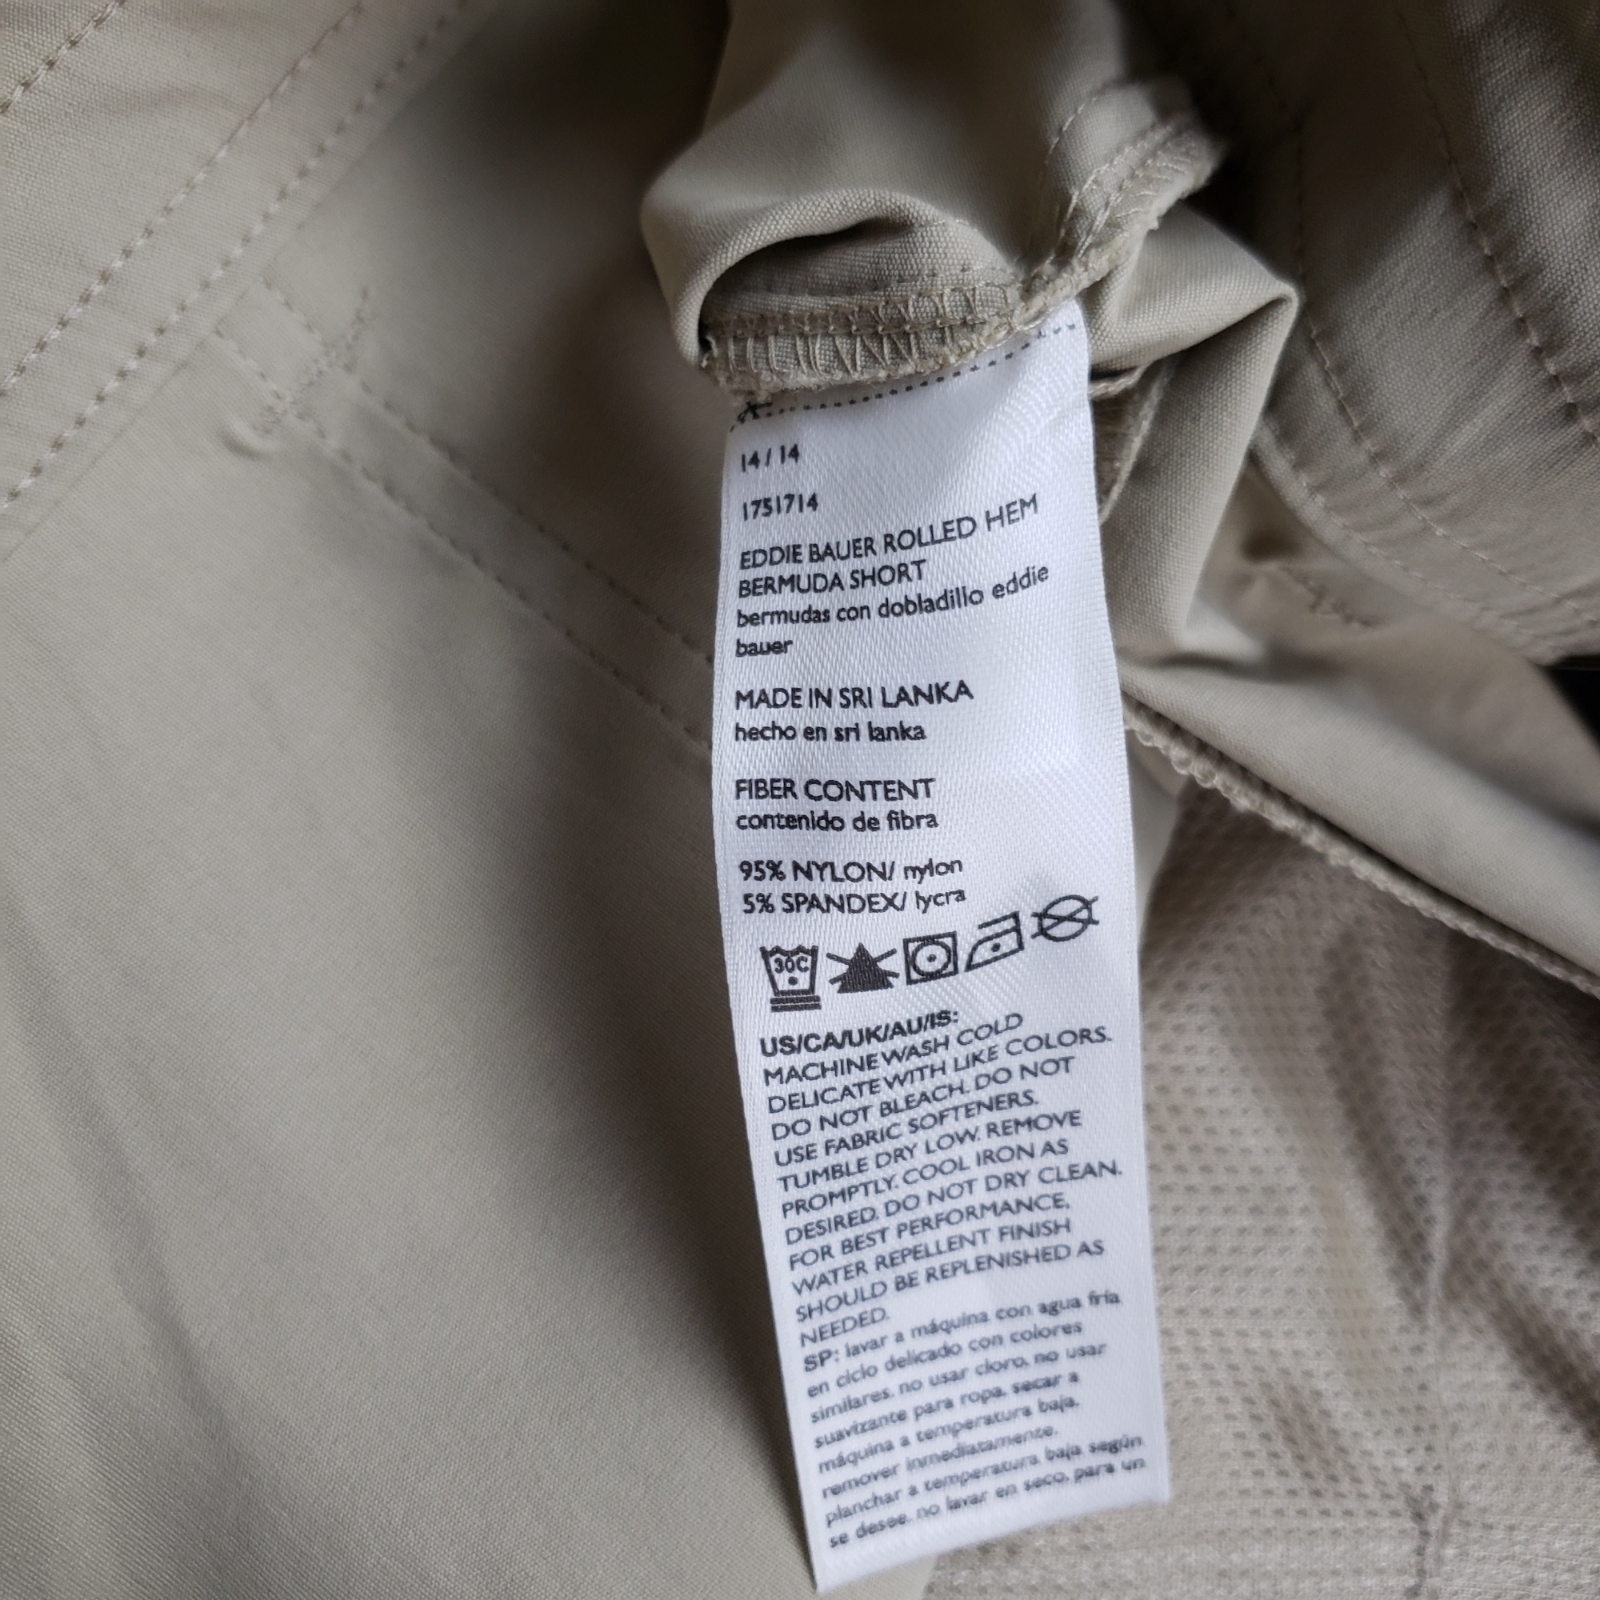 14 / 14
1751714
EDDIE BAUER ROLLED HEM
BERMUDA SHORT
bermudas con dobladillo eddie
bauer
MADE IN SRI LANKA
hecho en sri lanka
FIBER CONTENT
contenido de fibra
95% NYLON/ nylon
5% SPANDEX/ lycra
30C
US/CA/UK/AU/IS:
MACHINE WASH COLD
DELICATE WITH LIKE COLORS.
DO NOT BLEACH. DO NOT
USE FABRIC SOFTENERS.
TUMBLE DRY LOW. REMOVE
PROMPTLY. COOL IRON AS
DESIRED. DO NOT DRY CLEAN.
FOR BEST PERFORMANCE,
WATER REPELLENT FINISH
SHOULD BE REPLENISHED AS
NEEDED.
SP: lavar a máquina con agua fría
en ciclo delicado con colores
similares. no usar cloro. no usar
suavizante para ropa. secar a
máquina a temperatura baja.
remover inmediatamente.
planchar a temperatura baja según
se desee. no lavar en seco. para un